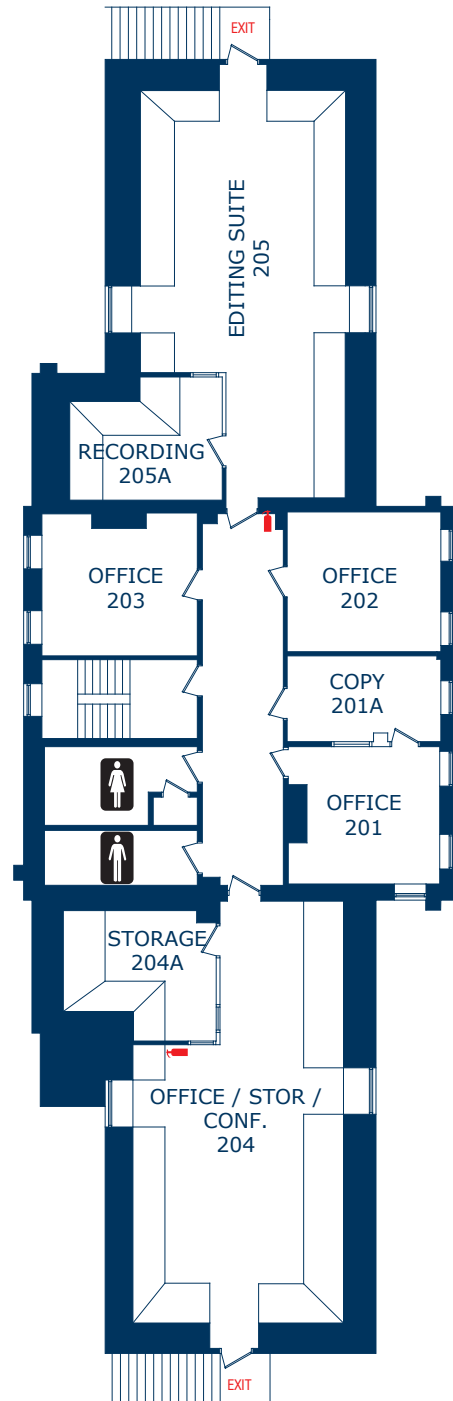 EXIT
EDITING SUITE
205
RECORDING
205A
OFFICE
203
OFFICE
202
COPY
201A
OFFICE
201
STORAGE
204A
OFFICE / STOR /
CONF.
204
EXIT